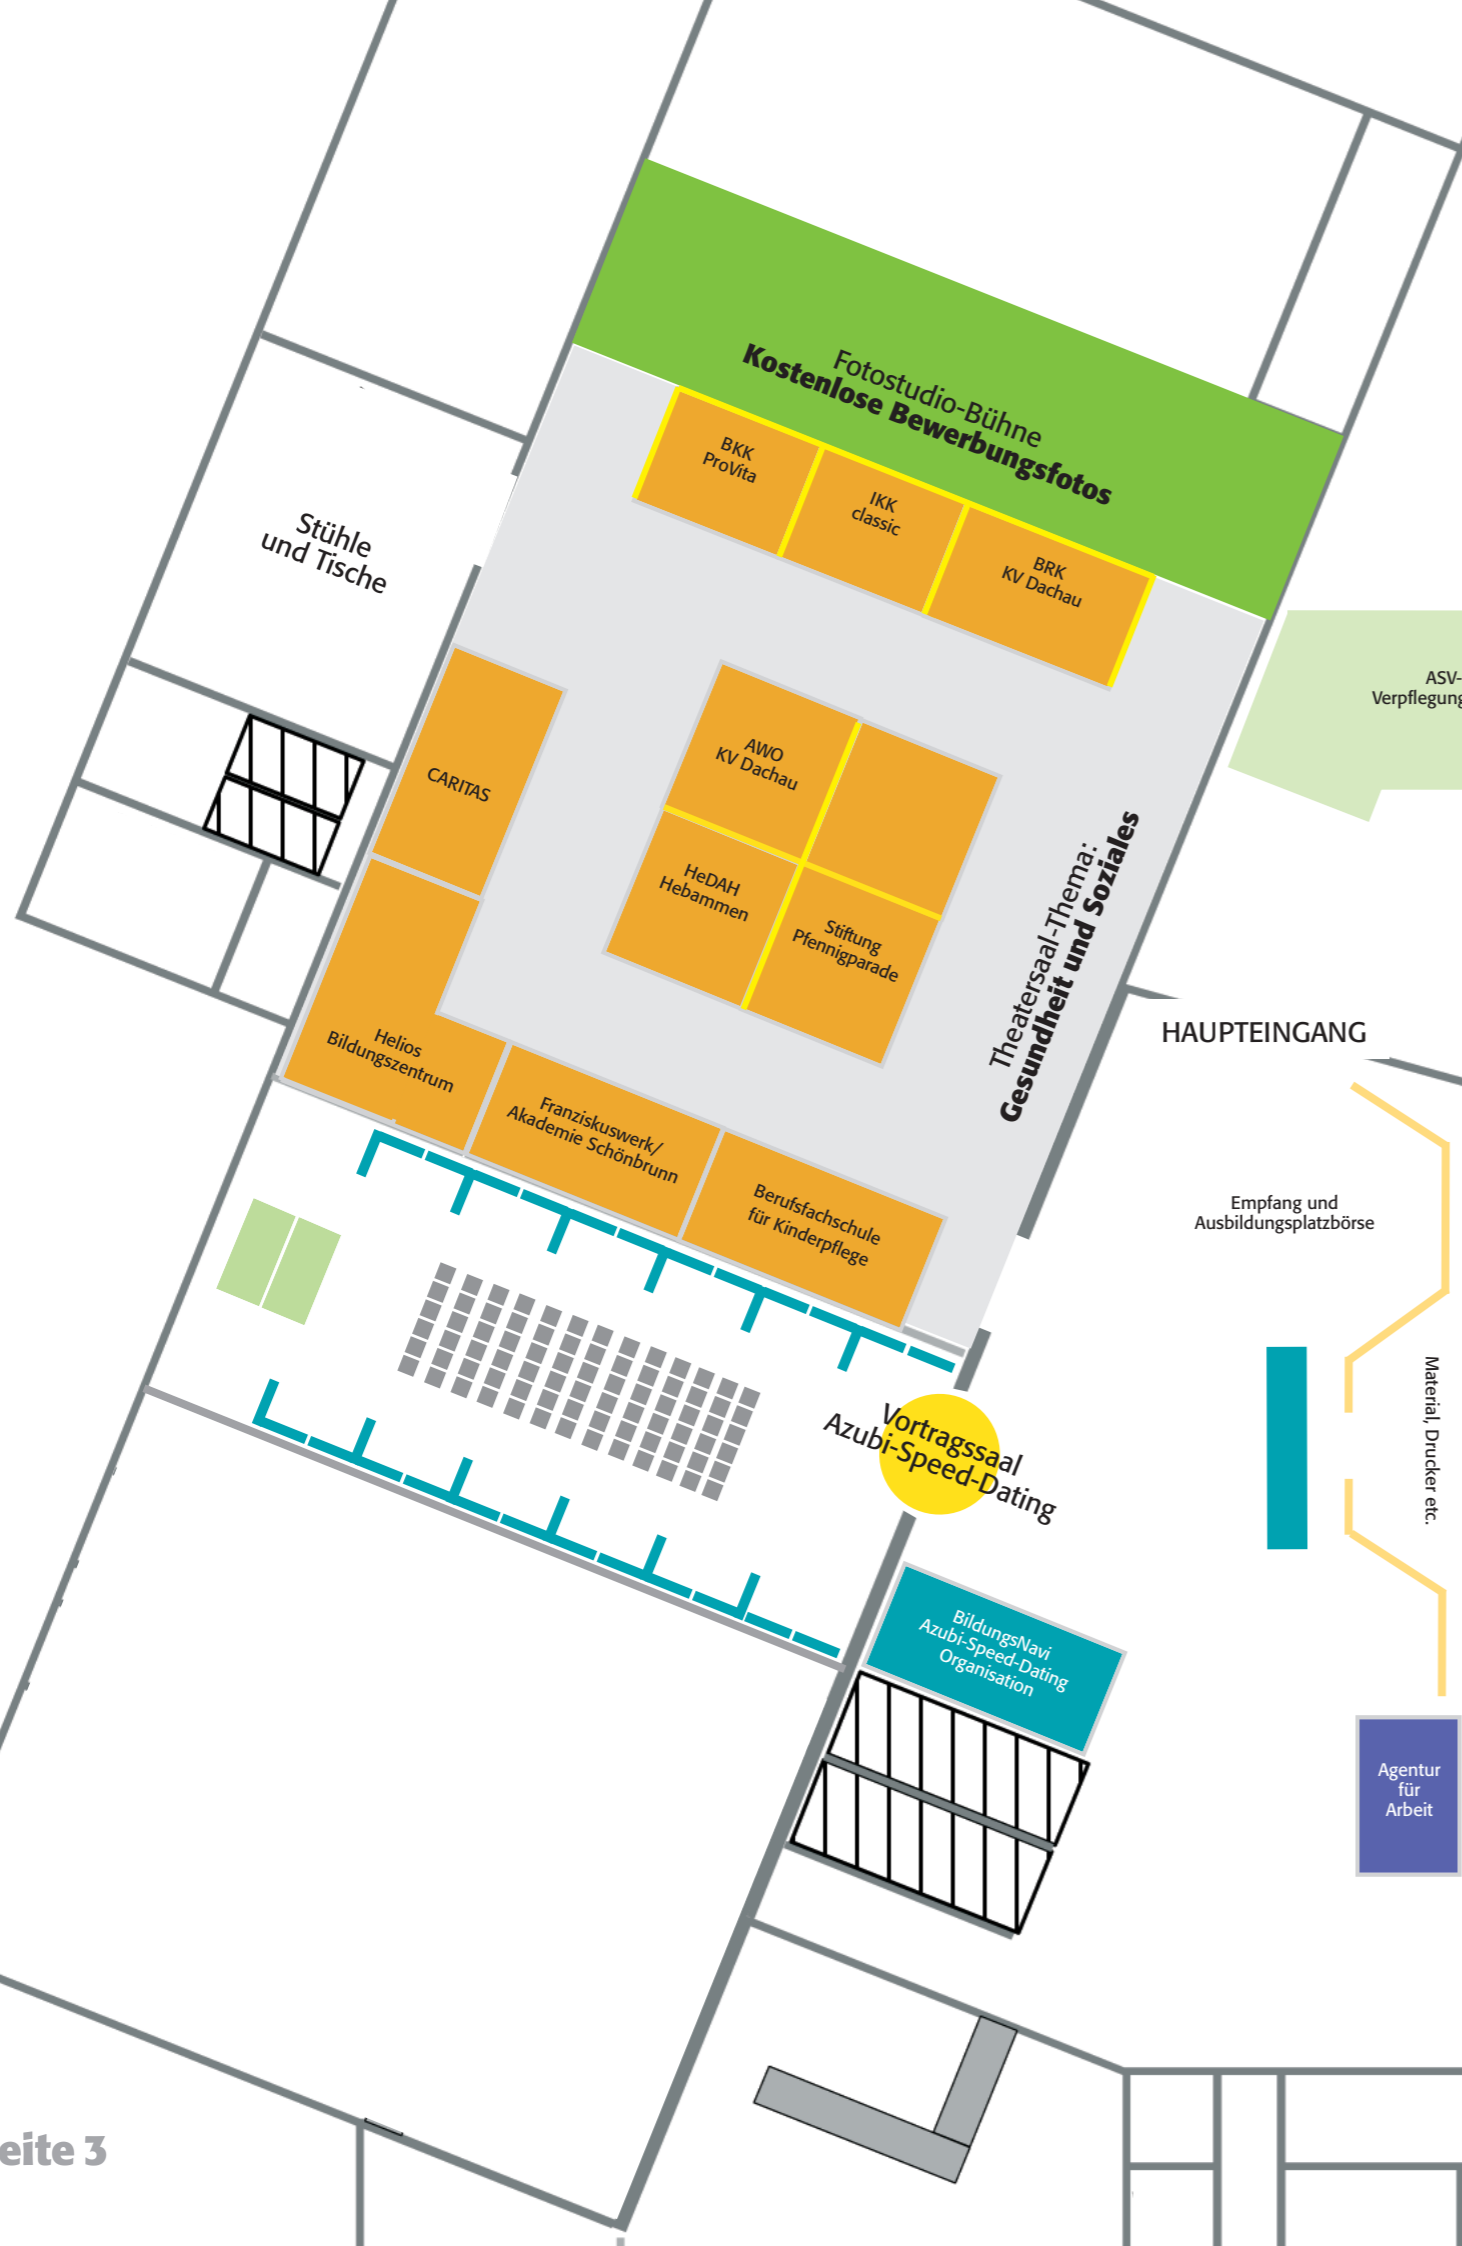 Fotostudio-Bühne
Kostenlose Bewerbungsfotos
BKK
ProVita
IKK
classic
BRK
KV Dachau
Stühle
und Tische
ASV-
Verpflegung
CARITAS
AWO
KV Dachau
HeDAH
Hebammen
Stiftung
Pfennigparade
Theatersaal-Thema:
Gesundheit und Soziales
HAUPTEINGANG
Helios
Bildungszentrum
Franziskuswerk/
Akademie Schönbrunn
Berufsfachschule
für Kinderpflege
Empfang und
Ausbildungsplatzbörse
Material, Drucker etc.
Vortragssaal
Azubi-Speed-Dating
BildungsNavi
Azubi-Speed-Dating
Organisation
Agentur
für
Arbeit
eite 3